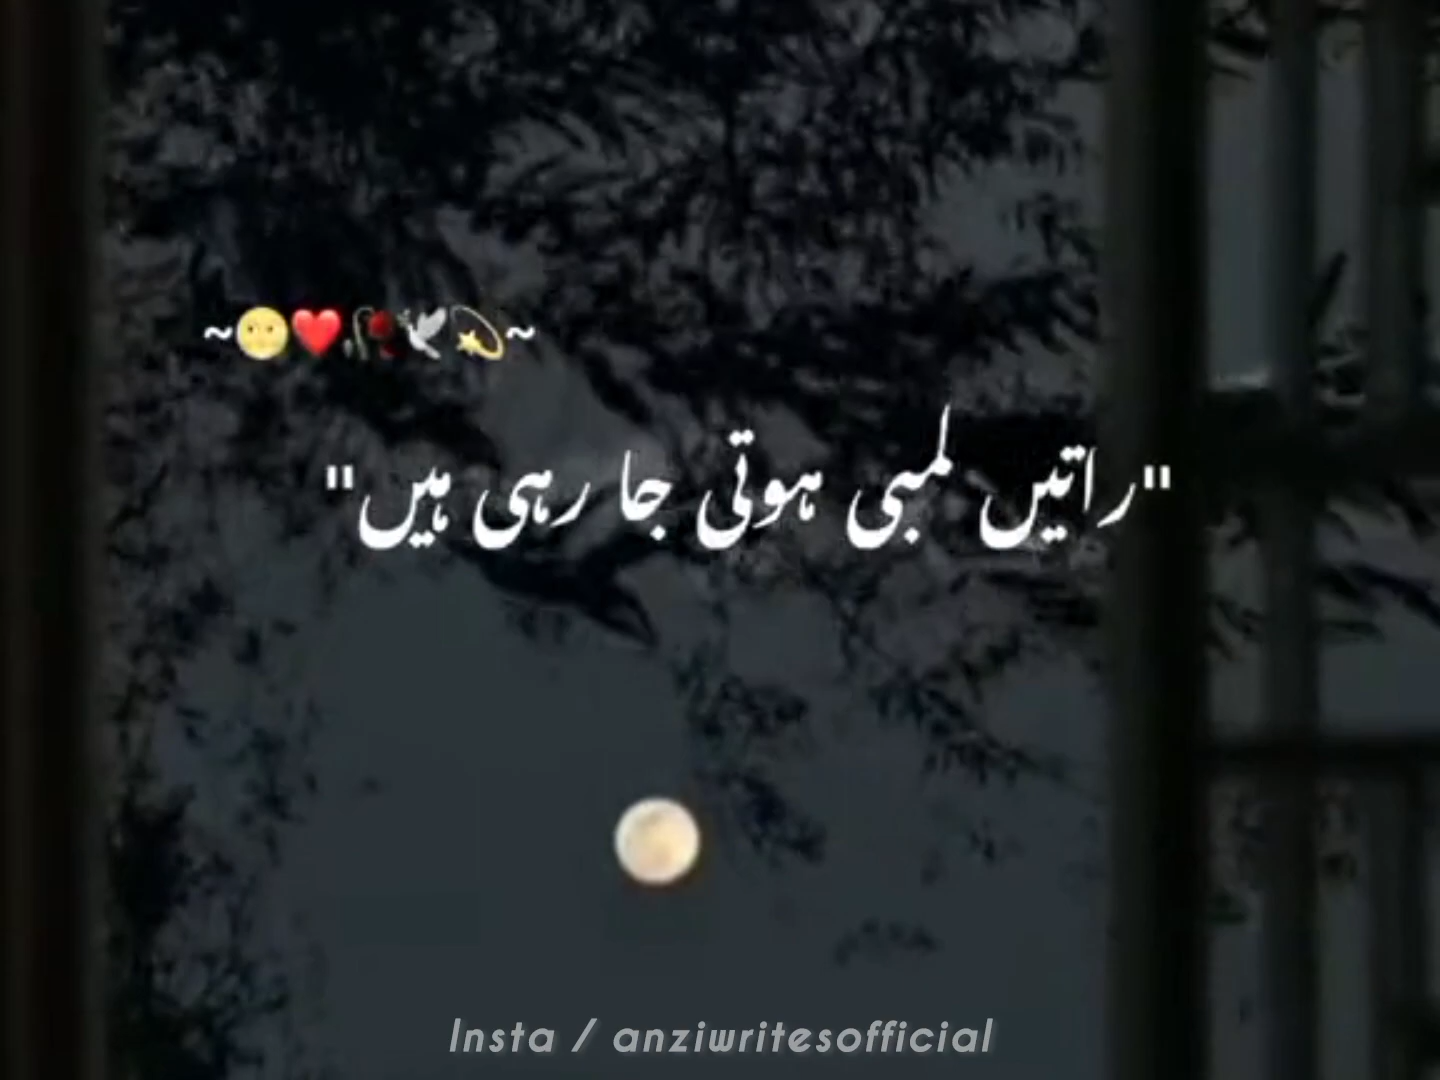 ~🌝❤️🥀🕊️💫~
"راتیں لمبی ہوتی جا رہی ہیں"
Insta / anziwritesofficial